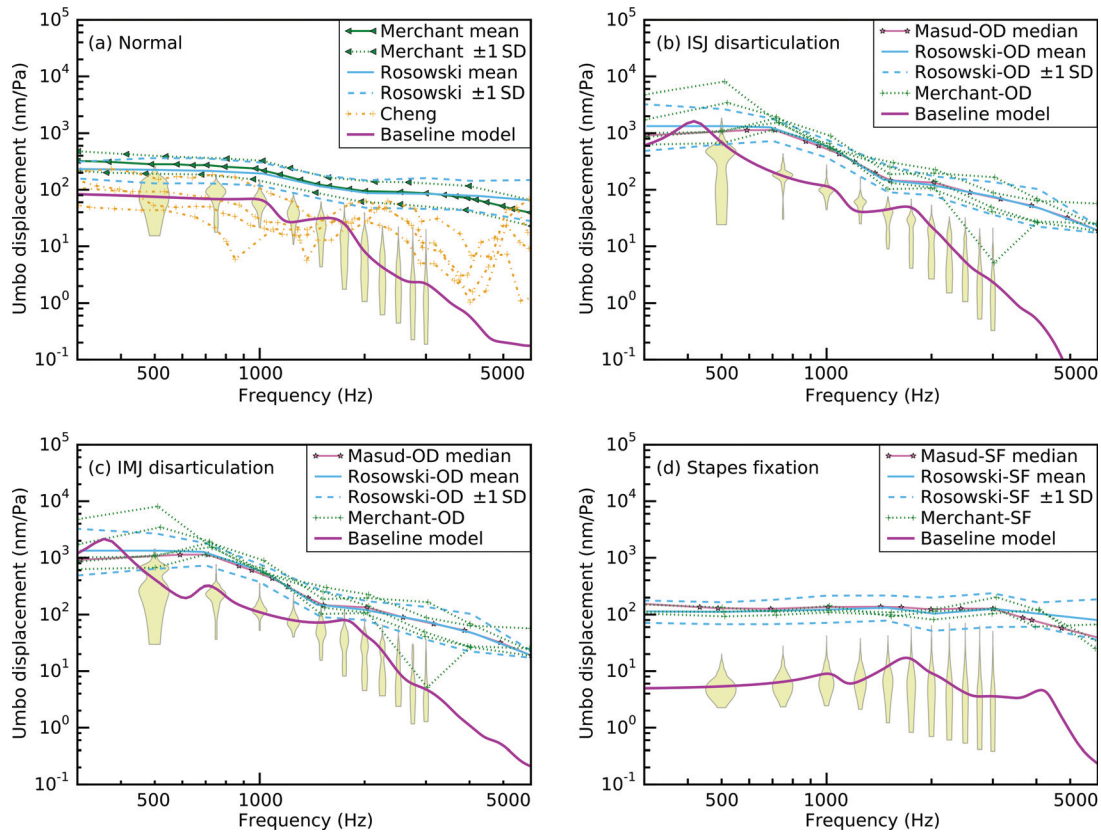 (a) Normal
Merchant mean
Merchant ±1 SD
Rosowski mean
Rosowski ±1 SD
Cheng
Baseline model
Umbo displacement (nm/Pa)
10^5
10^4
10^3
10^2
10^1
10^0
10^-1
500 1000 5000
Frequency (Hz)
(b) ISJ disarticulation
Masud-OD median
Rosowski-OD mean
Rosowski-OD ±1 SD
Merchant-OD
Baseline model
Umbo displacement (nm/Pa)
10^5
10^4
10^3
10^2
10^1
10^0
10^-1
500 1000 5000
Frequency (Hz)
(c) IMJ disarticulation
Masud-OD median
Rosowski-OD mean
Rosowski-OD ±1 SD
Merchant-OD
Baseline model
Umbo displacement (nm/Pa)
10^5
10^4
10^3
10^2
10^1
10^0
10^-1
500 1000 5000
Frequency (Hz)
(d) Stapes fixation
Masud-SF median
Rosowski-SF mean
Rosowski-SF ±1 SD
Merchant-SF
Baseline model
Umbo displacement (nm/Pa)
10^5
10^4
10^3
10^2
10^1
10^0
10^-1
500 1000 5000
Frequency (Hz)